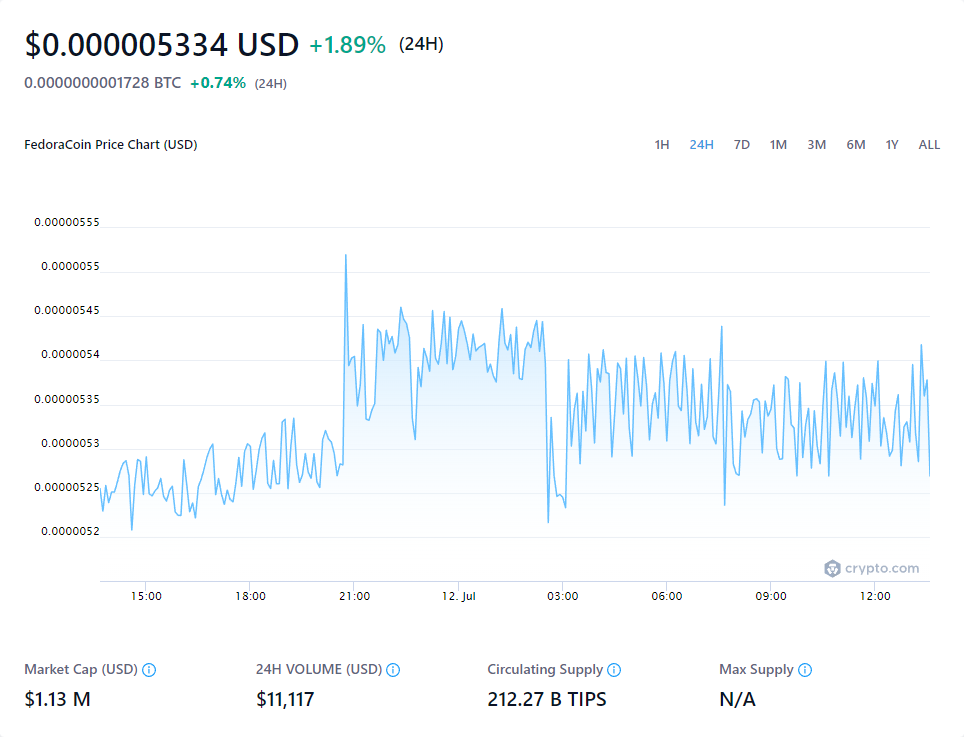 $0.000005334 USD +1.89% (24H)
0.0000000001728 BTC +0.74% (24H)
FedoraCoin Price Chart (USD) 1H 24H 7D 1M 3M 6M 1Y ALL
0.00000555
0.0000055
0.00000545
0.0000054
0.00000535
0.0000053
0.00000525
0.0000052
crypto.com
15:00 18:00 21:00 12. Jul 03:00 06:00 09:00 12:00
Market Cap (USD) 24H VOLUME (USD) Circulating Supply Max Supply
$1.13 M $11,117 212.27 B TIPS N/A